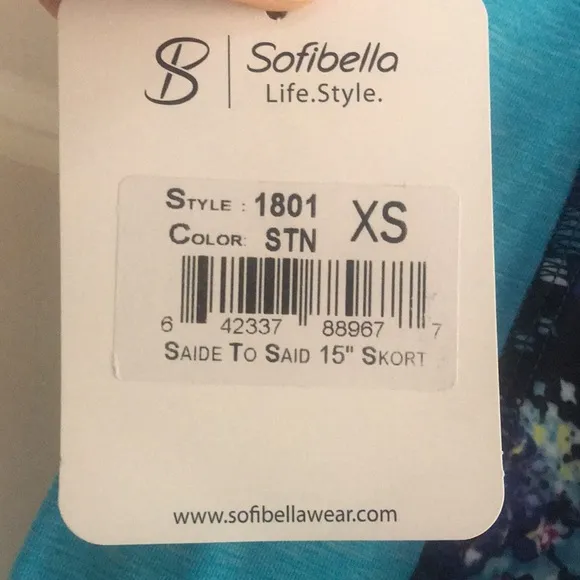 SB | Sofibella
Life.Style.
STYLE : 1801 XS
COLOR: STN
6 42337 88967 7
SAIDE TO SAID 15" SKORT
www.sofibellawear.com